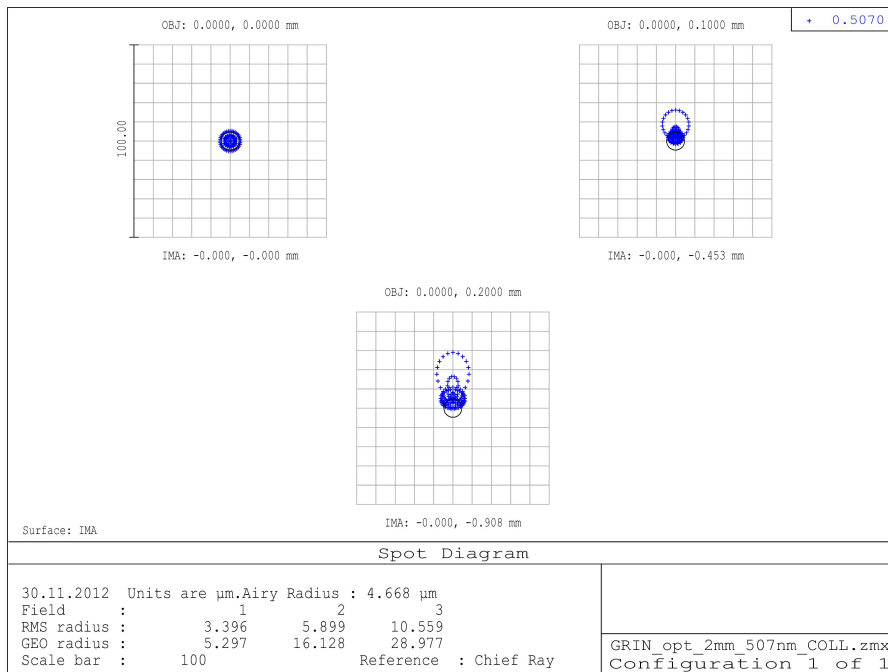 + 0.5070
OBJ: 0.0000, 0.0000 mm
OBJ: 0.0000, 0.1000 mm
100.00
IMA: -0.000, -0.000 mm
IMA: -0.000, -0.453 mm
OBJ: 0.0000, 0.2000 mm
IMA: -0.000, -0.908 mm
Surface: IMA
Spot Diagram
30.11.2012 Units are µm.Airy Radius : 4.668 µm
Field : 1 2 3
RMS radius : 3.396 5.899 10.559
GEO radius : 5.297 16.128 28.977
Scale bar : 100 Reference : Chief Ray
GRIN_opt_2mm_507nm_COLL.zmx
Configuration 1 of 1